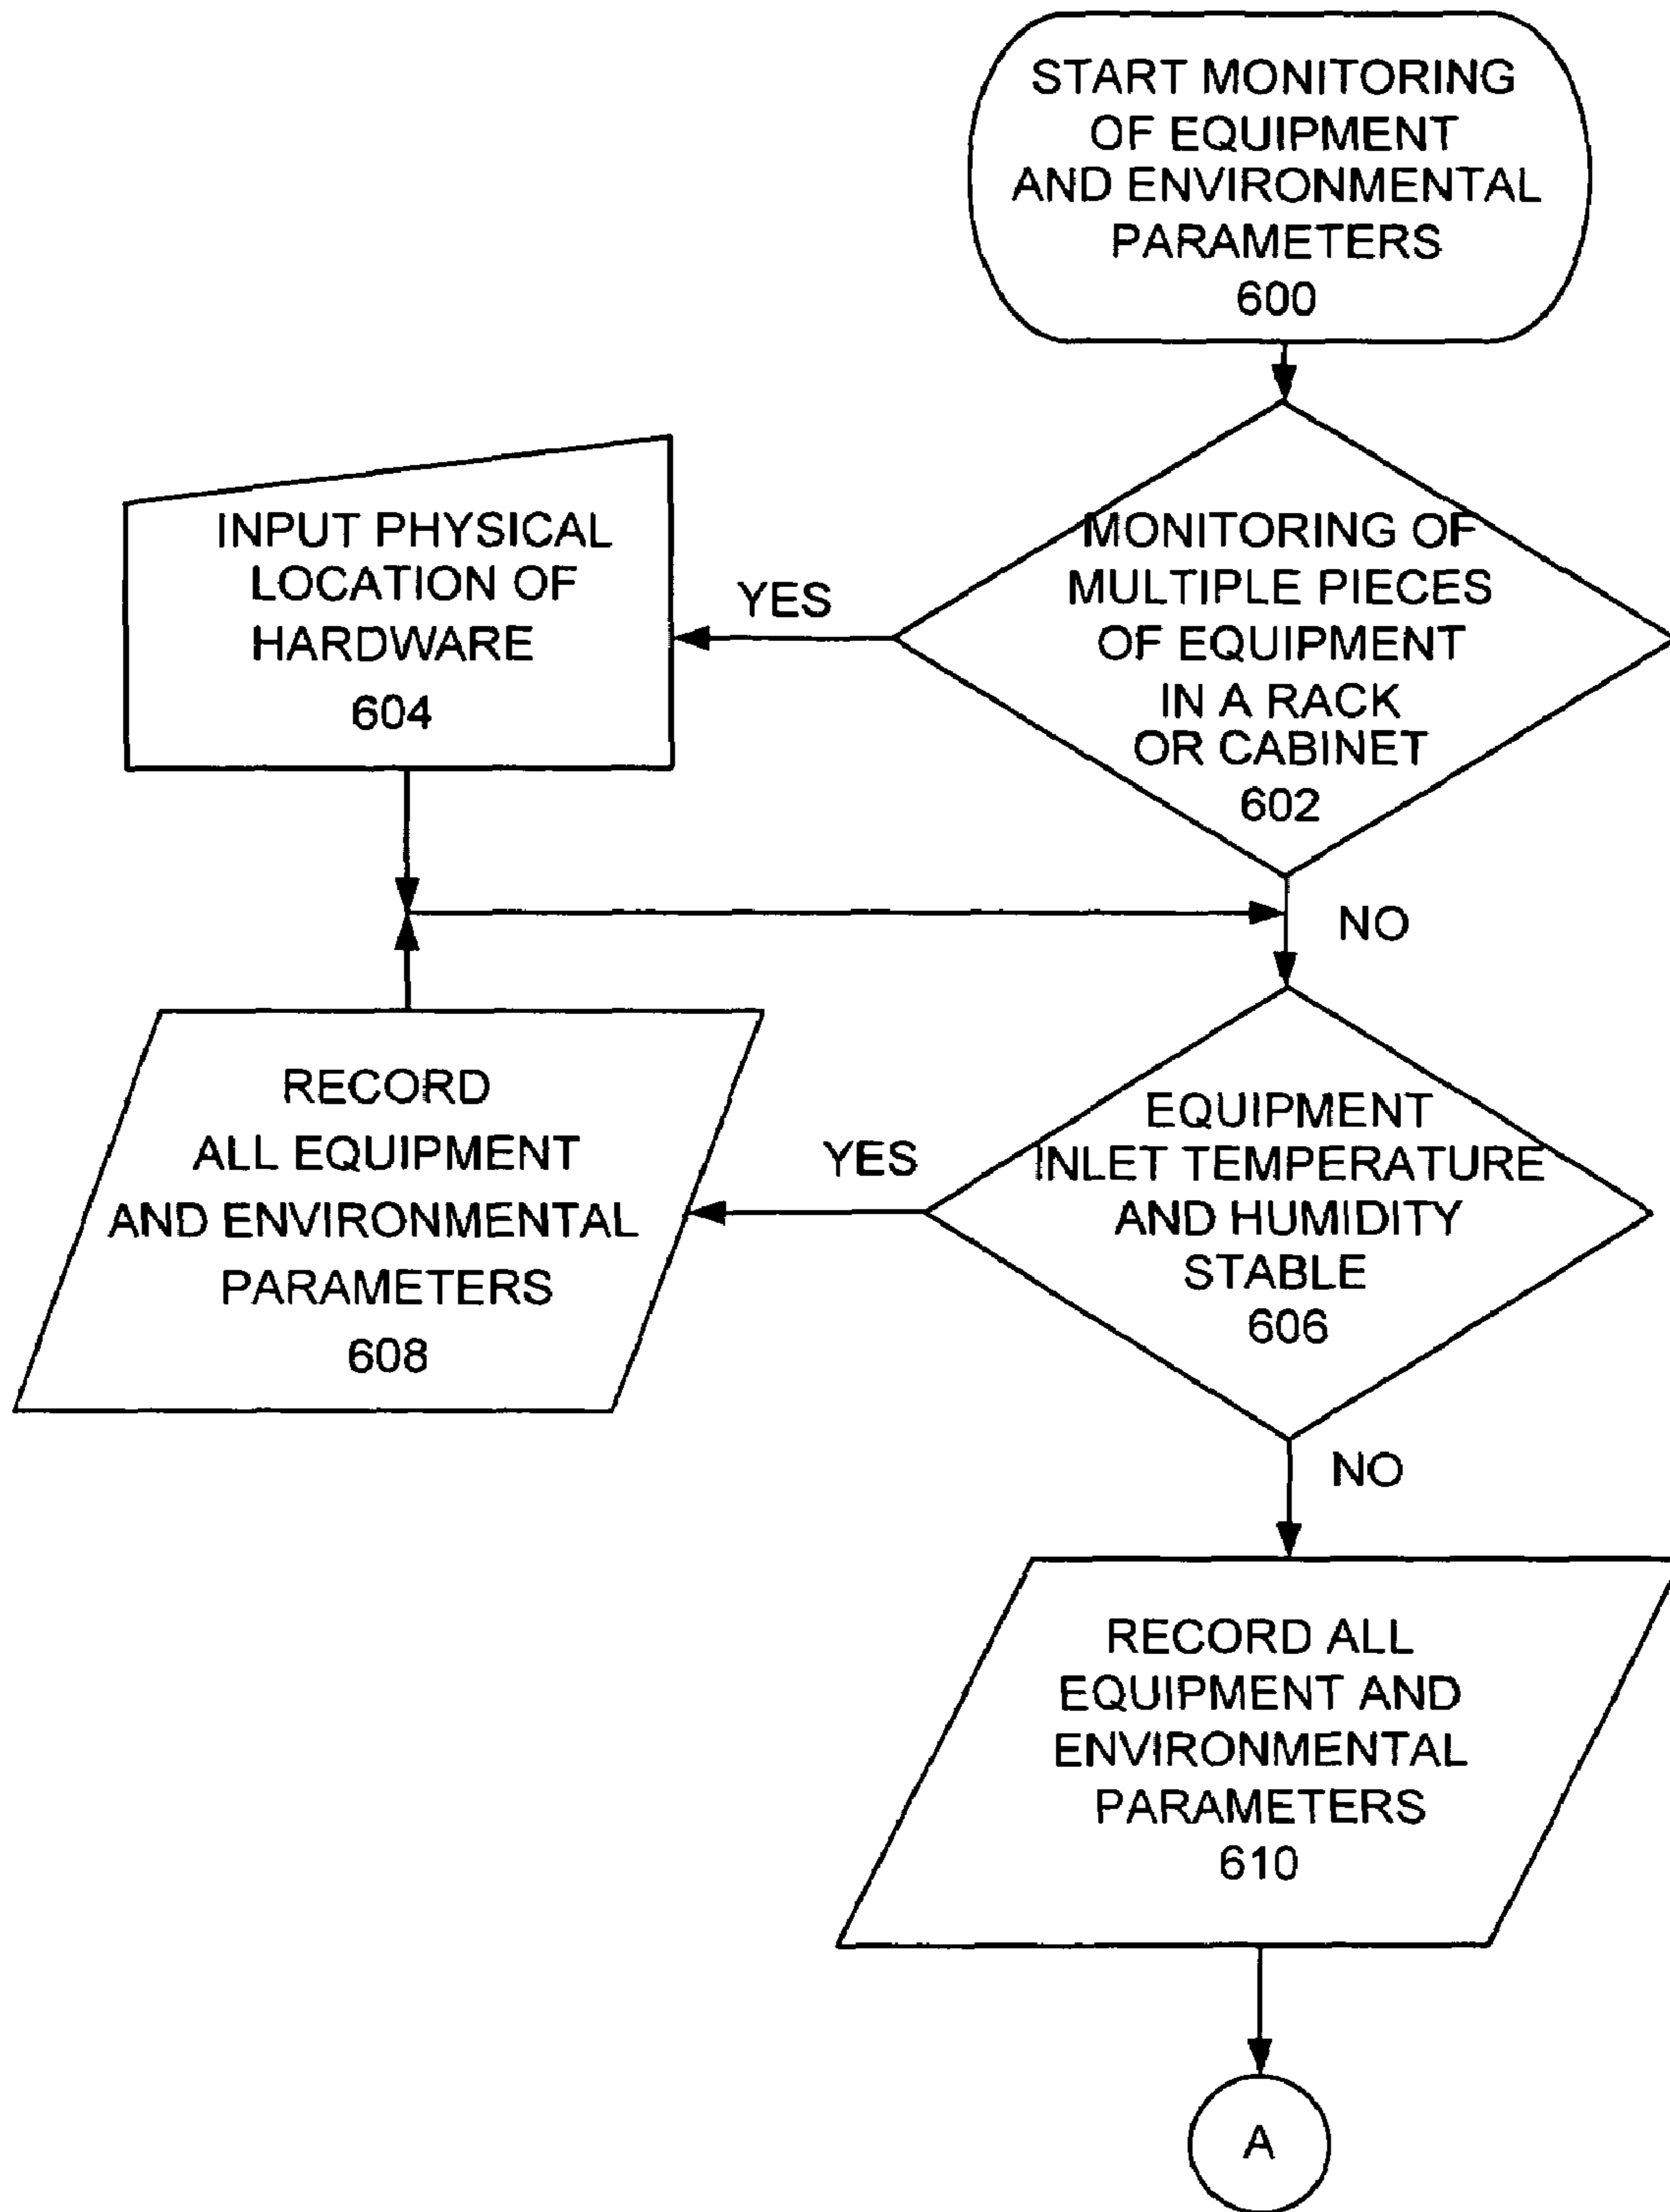 START MONITORING
OF EQUIPMENT
AND ENVIRONMENTAL
PARAMETERS
600
MONITORING OF
MULTIPLE PIECES
OF EQUIPMENT
IN A RACK
OR CABINET
602
YES
INPUT PHYSICAL
LOCATION OF
HARDWARE
604
NO
EQUIPMENT
INLET TEMPERATURE
AND HUMIDITY
STABLE
606
YES
RECORD
ALL EQUIPMENT
AND ENVIRONMENTAL
PARAMETERS
608
NO
RECORD ALL
EQUIPMENT AND
ENVIRONMENTAL
PARAMETERS
610
A